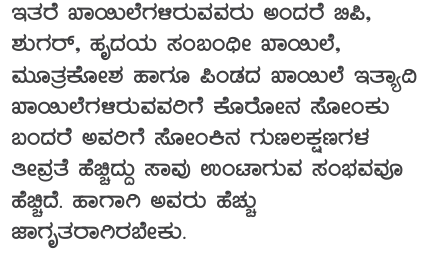 ಇತರೆ ಖಾಯಿಲೆಗಳಿರುವವರು ಅಂದರೆ ಬಿಪಿ,
ಶುಗರ್, ಹೃದಯ ಸಂಬಂಧೀ ಖಾಯಿಲೆ,
ಮೂತ್ರಕೋಶ ಹಾಗೂ ಪಿಂಡದ ಖಾಯಿಲೆ ಇತ್ಯಾದಿ
ಖಾಯಿಲೆಗಳಿರುವವರಿಗೆ ಕೊರೋನ ಸೋಂಕು
ಬಂದರೆ ಅವರಿಗೆ ಸೋಂಕಿನ ಗುಣಲಕ್ಷಣಗಳ
ತೀವ್ರತೆ ಹೆಚ್ಚಿದ್ದು ಸಾವು ಉಂಟಾಗುವ ಸಂಭವವೂ
ಹೆಚ್ಚಿದೆ. ಹಾಗಾಗಿ ಅವರು ಹೆಚ್ಚು
ಜಾಗೃತರಾಗಿರಬೇಕು.